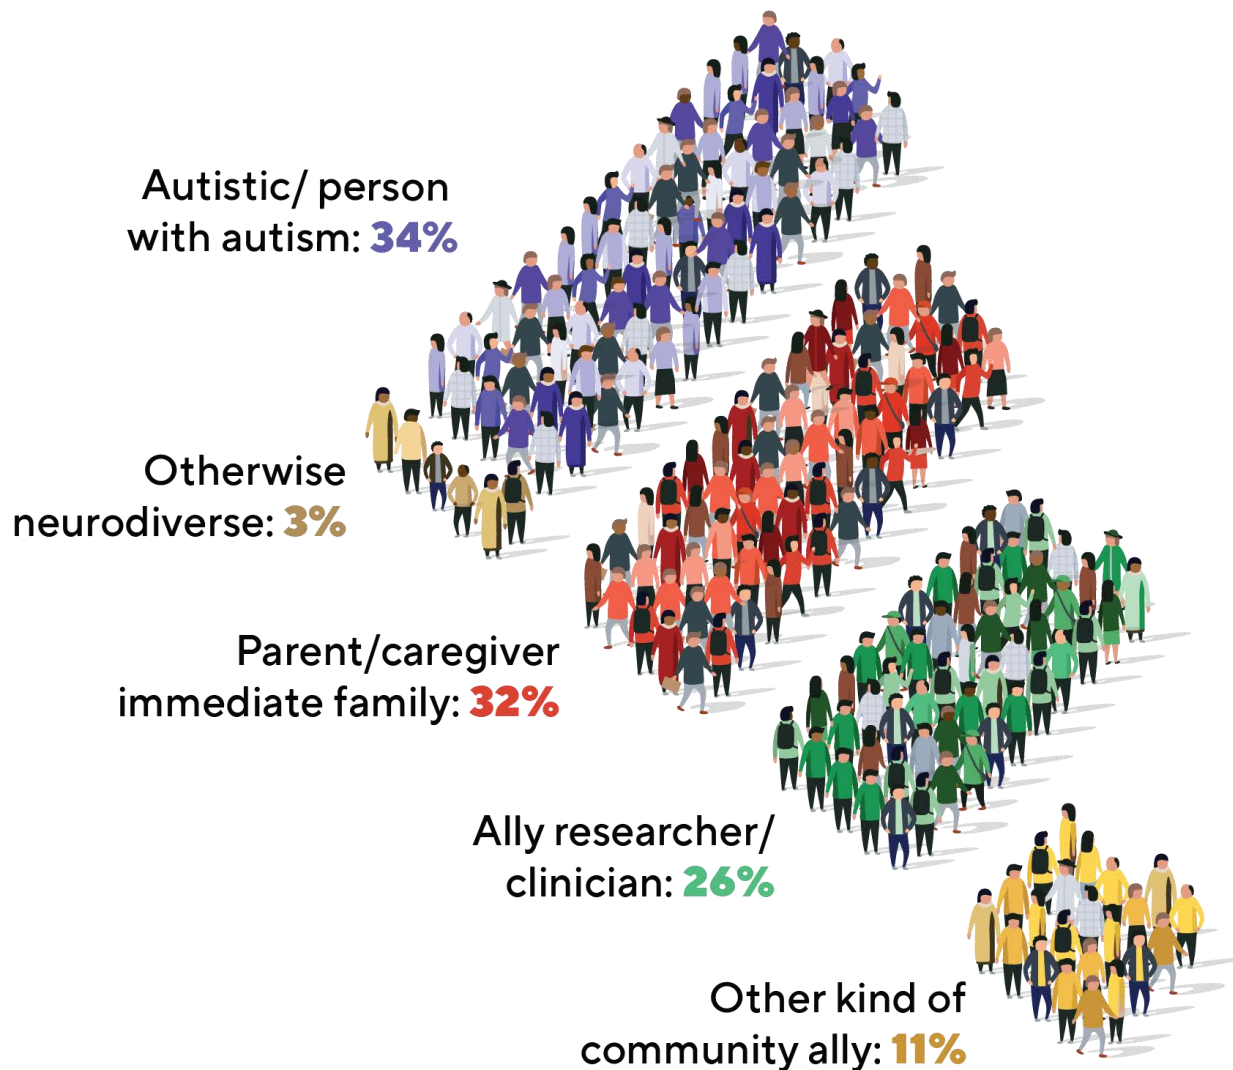 Autistic/ person
with autism: 34%
Otherwise
neurodiverse: 3%
Parent/caregiver
immediate family: 32%
Ally researcher/
clinician: 26%
Other kind of
community ally: 11%